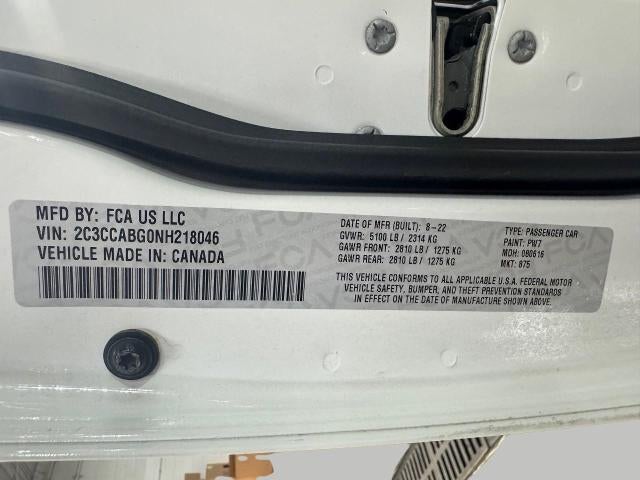 MFD BY: FCA US LLC
VIN: 2C3CCABG0NH218046
VEHICLE MADE IN: CANADA
DATE OF MFR (BUILT): 8-22
GVWR: 5100 LB / 2314 KG
GAWR FRONT: 2810 LB / 1275 KG
GAWR REAR: 2810 LB / 1275 KG
TYPE: PASSENGER CAR
PAINT: PW7
MDH: 080616
MKT: 875
THIS VEHICLE CONFORMS TO ALL APPLICABLE U.S.A. FEDERAL MOTOR
VEHICLE SAFETY, BUMPER, AND THEFT PREVENTION STANDARDS
IN EFFECT ON THE DATE OF MANUFACTURE SHOWN ABOVE.